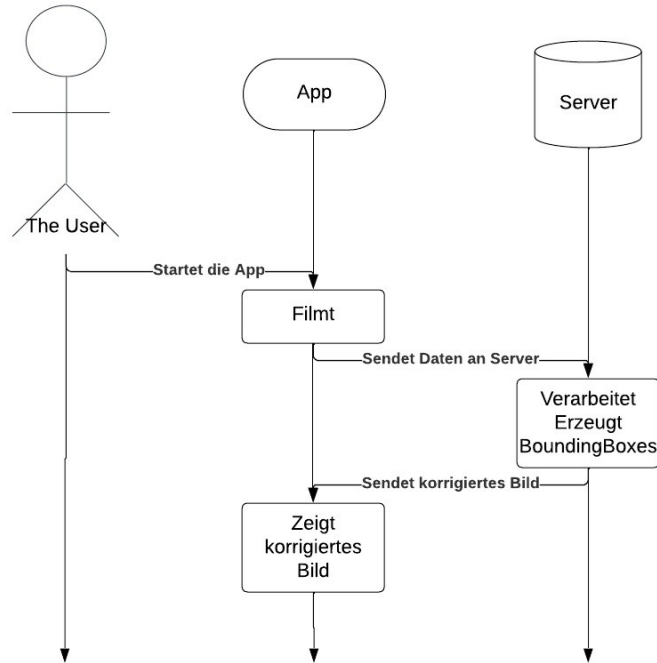 App
Server
The User
Startet die App
Filmt
Sendet Daten an Server
Verarbeitet
Erzeugt
BoundingBoxes
Sendet korrigiertes Bild
Zeigt
korrigiertes
Bild